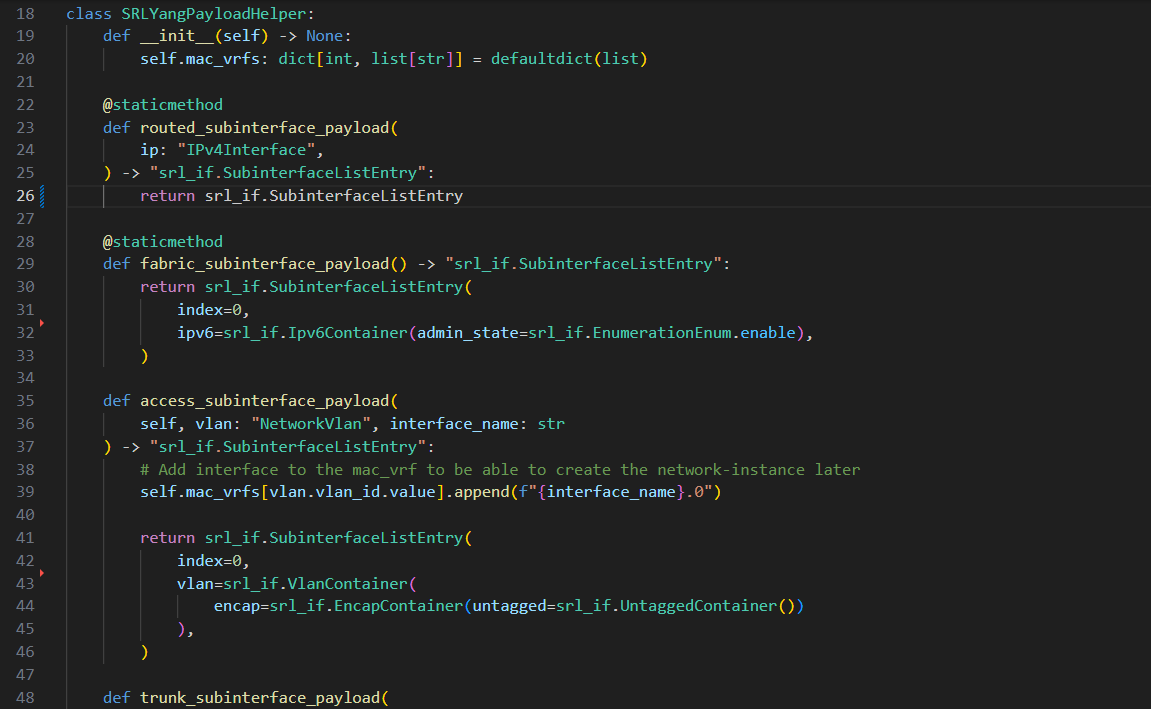 18 class SRLYangPayloadHelper:
19     def __init__(self) -> None:
20         self.mac_vrfs: dict[int, list[str]] = defaultdict(list)
21
22     @staticmethod
23     def routed_subinterface_payload(
24         ip: "IPv4Interface",
25     ) -> "srl_if.SubinterfaceListEntry":
26         return srl_if.SubinterfaceListEntry
27
28     @staticmethod
29     def fabric_subinterface_payload() -> "srl_if.SubinterfaceListEntry":
30         return srl_if.SubinterfaceListEntry(
31             index=0,
32             ipv6=srl_if.Ipv6Container(admin_state=srl_if.EnumerationEnum.enable),
33         )
34
35     def access_subinterface_payload(
36         self, vlan: "NetworkVlan", interface_name: str
37     ) -> "srl_if.SubinterfaceListEntry":
38         # Add interface to the mac_vrf to be able to create the network-instance later
39         self.mac_vrfs[vlan.vlan_id.value].append(f"{interface_name}.0")
40
41         return srl_if.SubinterfaceListEntry(
42             index=0,
43             vlan=srl_if.VlanContainer(
44                 encap=srl_if.EncapContainer(untagged=srl_if.UntaggedContainer())
45             ),
46         )
47
48     def trunk_subinterface_payload(